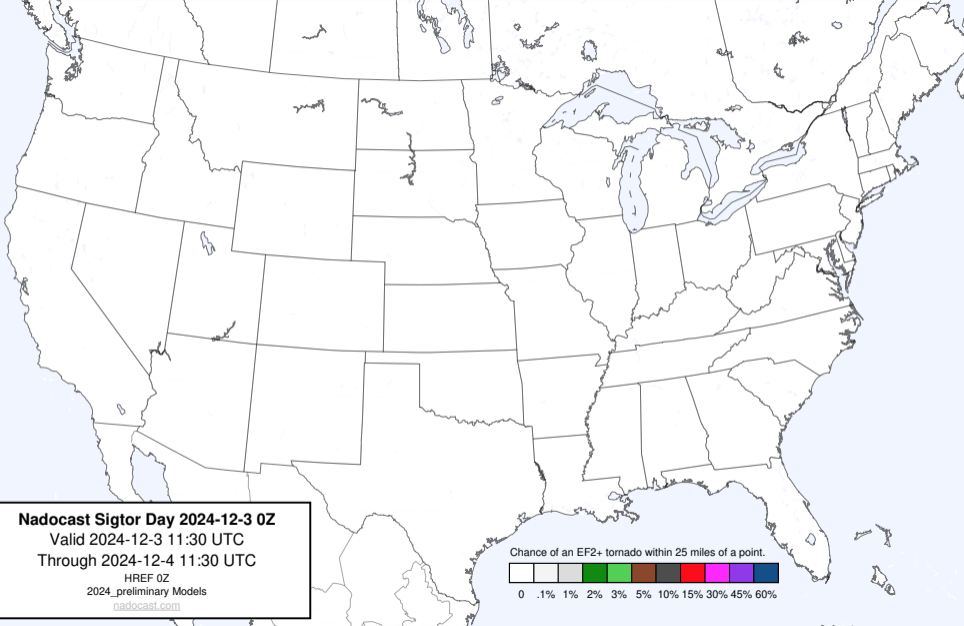 Nadocast Sigtor Day 2024-12-3 0Z
Valid 2024-12-3 11:30 UTC
Through 2024-12-4 11:30 UTC
HREF 0Z
2024_preliminary Models
nadocast.com
Chance of an EF2+ tornado within 25 miles of a point.
0 .1% 1% 2% 3% 5% 10% 15% 30% 45% 60%